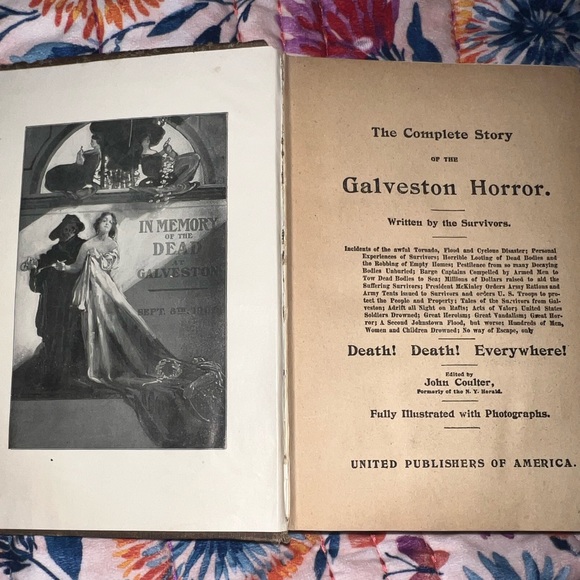 IN MEMORY
OF THE
DEAD
AT
GALVESTON
SEPT. 8TH, 1900
The Complete Story
OF THE
Galveston Horror.
Written by the Survivors.
Incidents of the awful Tornado, Flood and Cyclone Disaster; Personal
Experiences of Survivors; Horrible Looting of Dead Bodies and
the Robbing of Empty Homes; Pestilence from so many Decaying
Bodies Unburied; Barge Captains Compelled by Armed Men to
Tow Dead Bodies to Sea; Millions of Dollars raised to aid the
Suffering Survivors; President McKinley Orders Army Rations and
Army Tents issued to Survivors and orders U. S. Troops to pro-
tect the People and Property; Tales of the Survivors from Gal-
veston; Adrift all Night on Rafts; Acts of Valor; United States
Soldiers Drowned; Great Heroism; Great Vandalism; Great Hor-
ror; A Second Johnstown Flood, but worse; Hundreds of Men,
Women and Children Drowned; No way of Escape, only
Death! Death! Everywhere!
Edited by
John Coulter,
Formerly of the N. Y. Herald.
Fully Illustrated with Photographs.
UNITED PUBLISHERS OF AMERICA.